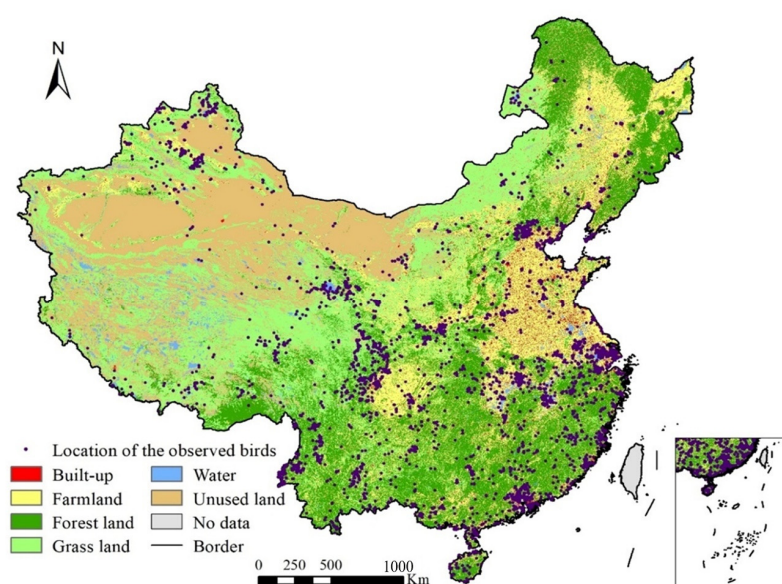 N
Location of the observed birds
Built-up
Water
Farmland
Unused land
Forest land
No data
Grass land
Border
0 250 500 1000
Km